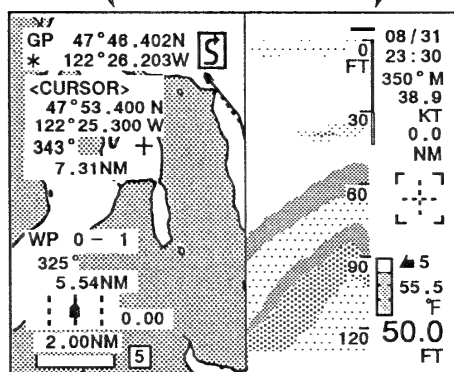 GP 47°46.402N
* 122°26.203W
S
<CURSOR>
47°53.400 N
122°25.300 W
343°
7.31NM
WP 0 - 1
325°
5.54NM
0.00
2.00NM
5
0
FT
30
60
90
120
08/31
23:30
350°M
38.9
KT
0.0
NM
5
55.5
°F
50.0
FT